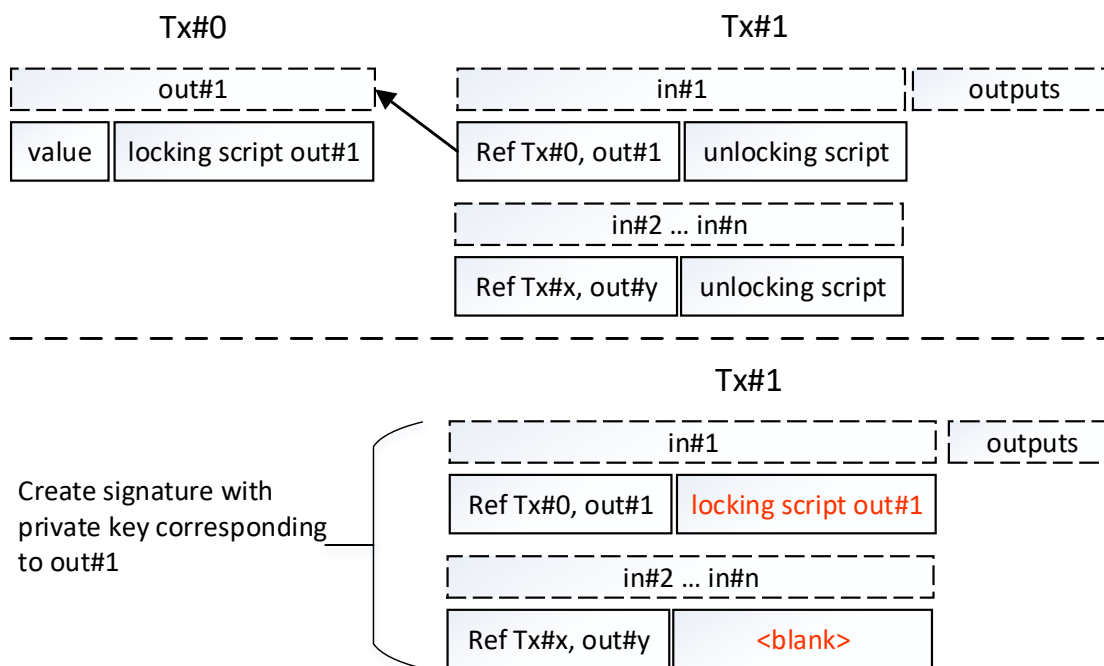 Tx#0
Tx#1
out#1
in#1
outputs
value
locking script out#1
Ref Tx#0, out#1
unlocking script
in#2 ... in#n
Ref Tx#x, out#y
unlocking script
Tx#1
in#1
outputs
Create signature with
private key corresponding
to out#1
Ref Tx#0, out#1
locking script out#1
in#2 ... in#n
Ref Tx#x, out#y
<blank>